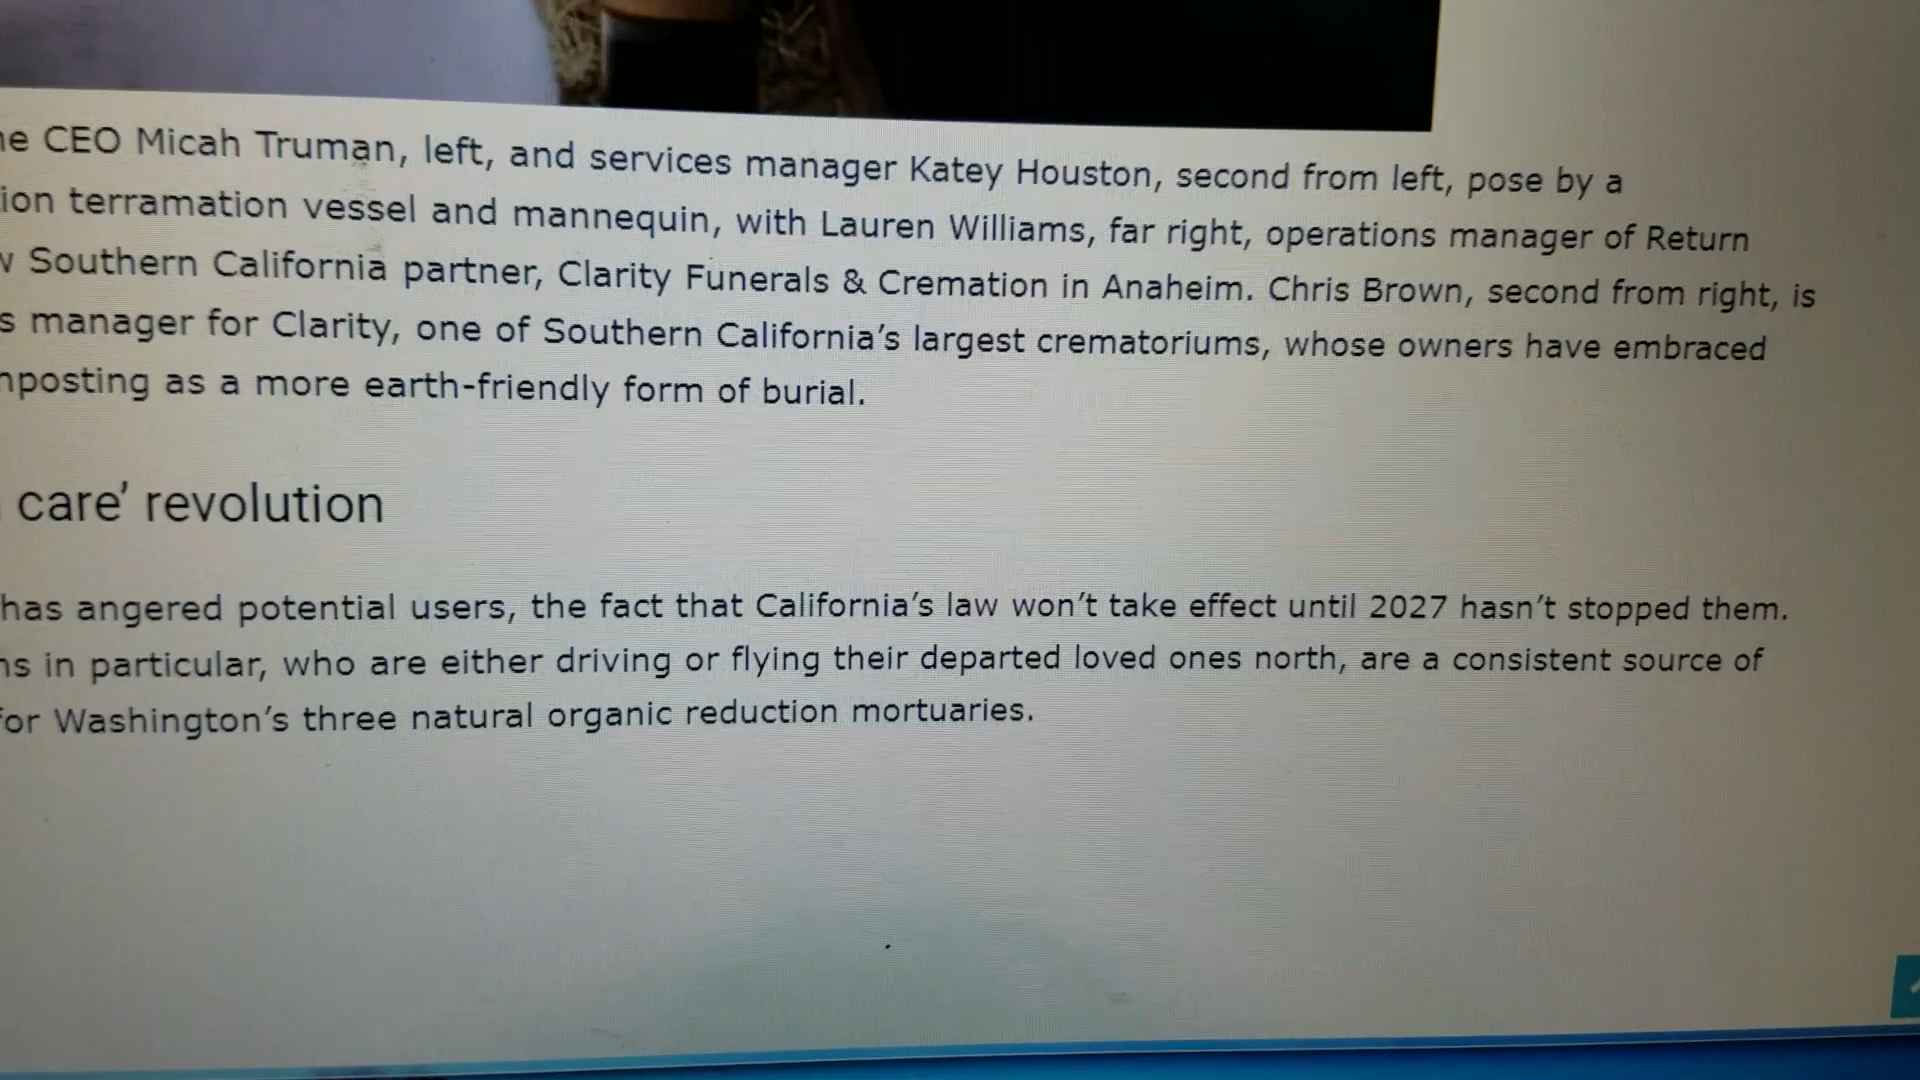 CEO Micah Truman, left, and services manager Katey Houston, second from left, pose by a
terramation vessel and mannequin, with Lauren Williams, far right, operations manager of Return
Southern California partner, Clarity Funerals & Cremation in Anaheim. Chris Brown, second from right, is
manager for Clarity, one of Southern California’s largest crematoriums, whose owners have embraced
as a more earth-friendly form of burial.
care’ revolution
has angered potential users, the fact that California’s law won’t take effect until 2027 hasn’t stopped them.
in particular, who are either driving or flying their departed loved ones north, are a consistent source of
for Washington’s three natural organic reduction mortuaries.